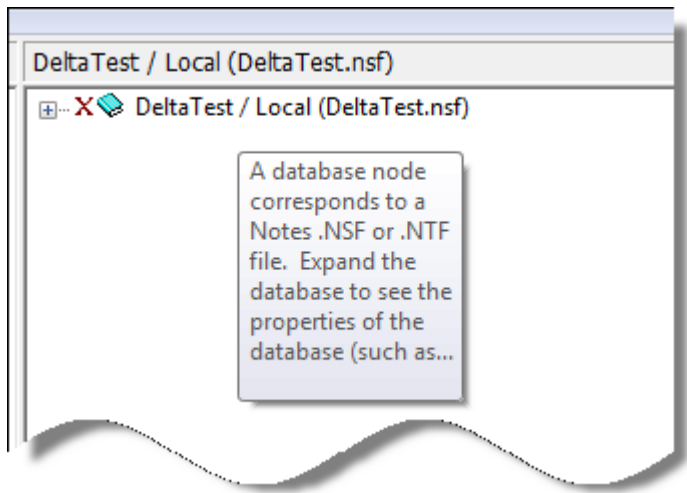 DeltaTest / Local (DeltaTest.nsf)
X DeltaTest / Local (DeltaTest.nsf)
A database node
corresponds to a
Notes .NSF or .NTF
file.  Expand the
database to see the
properties of the
database (such as...